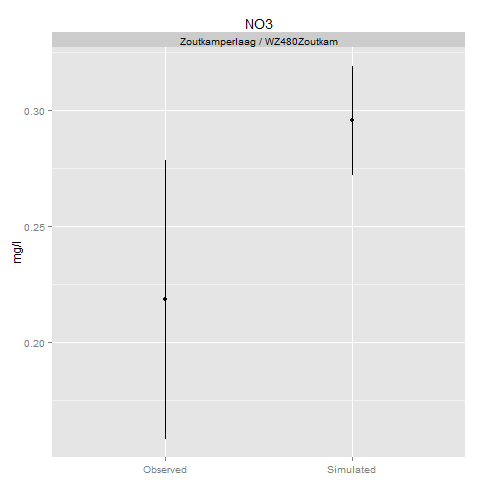 NO3
Zoutkamperlaag / WZ480Zoutkam
0.30
0.25
0.20
mg/l
Observed
Simulated